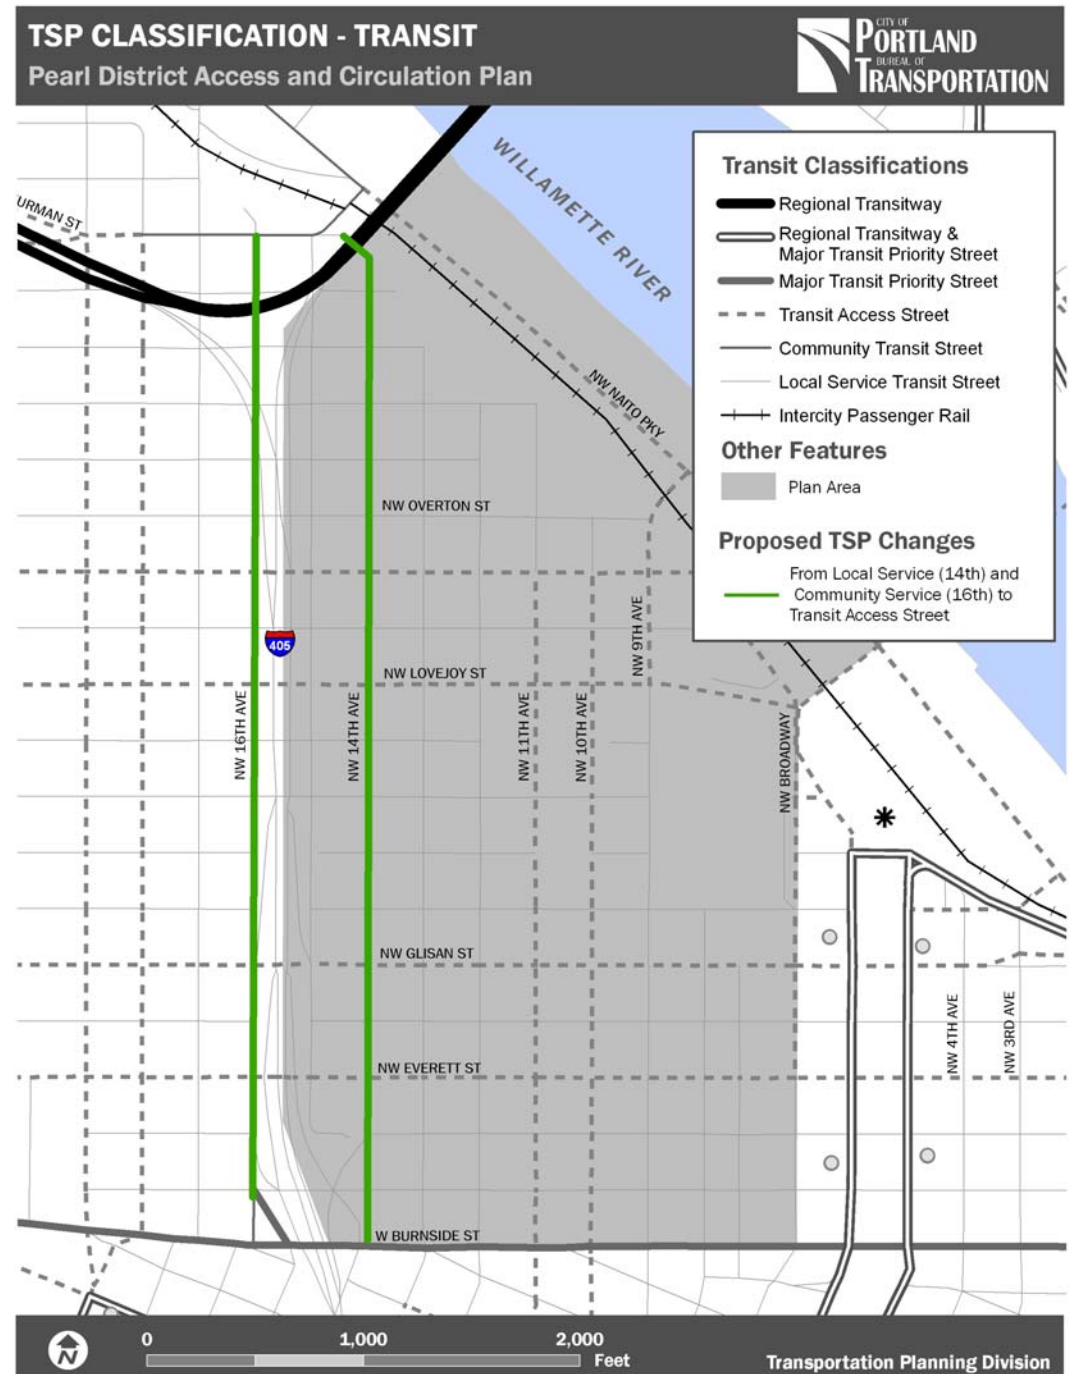 TSP CLASSIFICATION - TRANSIT
Pearl District Access and Circulation Plan
CITY OF
PORTLAND
BUREAU OF
TRANSPORTATION
WILLAMETTE RIVER
Transit Classifications
Regional Transitway
Regional Transitway &
Major Transit Priority Street
Major Transit Priority Street
Transit Access Street
Community Transit Street
Local Service Transit Street
Intercity Passenger Rail
Other Features
Plan Area
Proposed TSP Changes
From Local Service (14th) and
Community Service (16th) to
Transit Access Street
URMAN ST
NW NAITO PKY
NW OVERTON ST
NW 9TH AVE
405
NW LOVEJOY ST
NW 16TH AVE
NW 14TH AVE
NW 11TH AVE
NW 10TH AVE
NW BROADWAY
NW GLISAN ST
NW 4TH AVE
NW 3RD AVE
NW EVERETT ST
W BURNSIDE ST
N
0 1,000 2,000
Feet
Transportation Planning Division